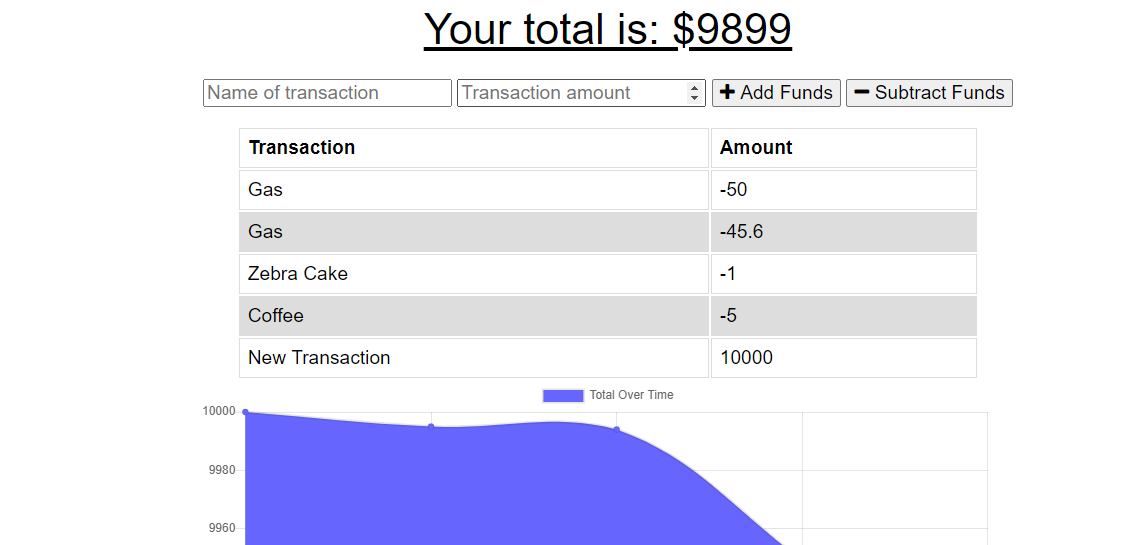 Your total is: $9899
Name of transaction Transaction amount Add Funds Subtract Funds
Transaction Amount
Gas -50
Gas -45.6
Zebra Cake -1
Coffee -5
New Transaction 10000
Total Over Time
10000
9980
9960